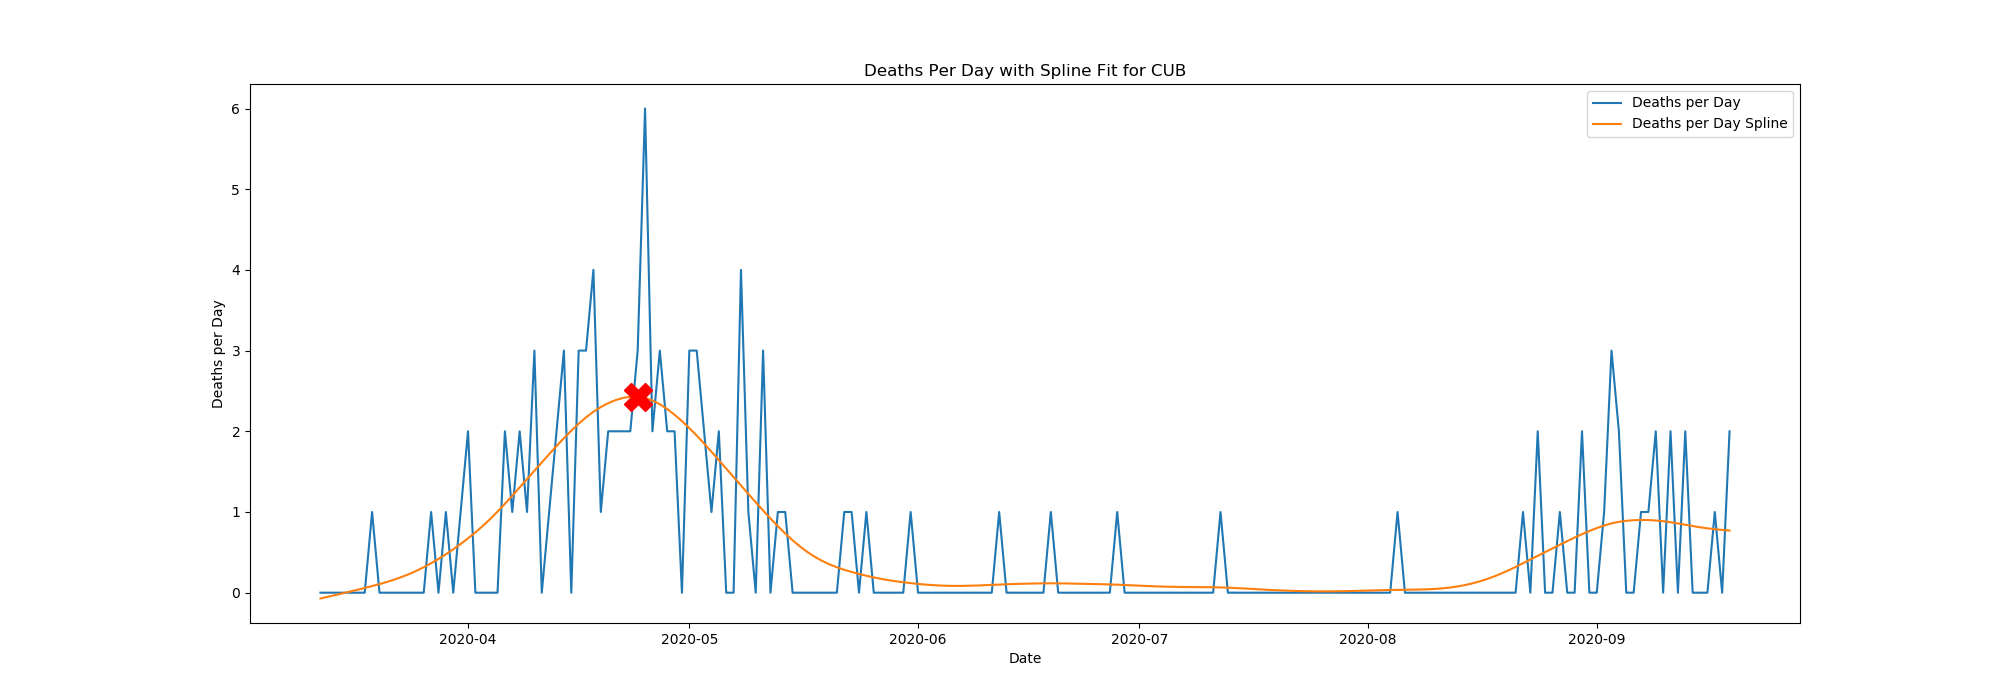 Deaths Per Day with Spline Fit for CUB
Deaths per Day
Deaths per Day Spline
6
5
4
3
2
1
0
Deaths per Day
2020-04 2020-05 2020-06 2020-07 2020-08 2020-09
Date